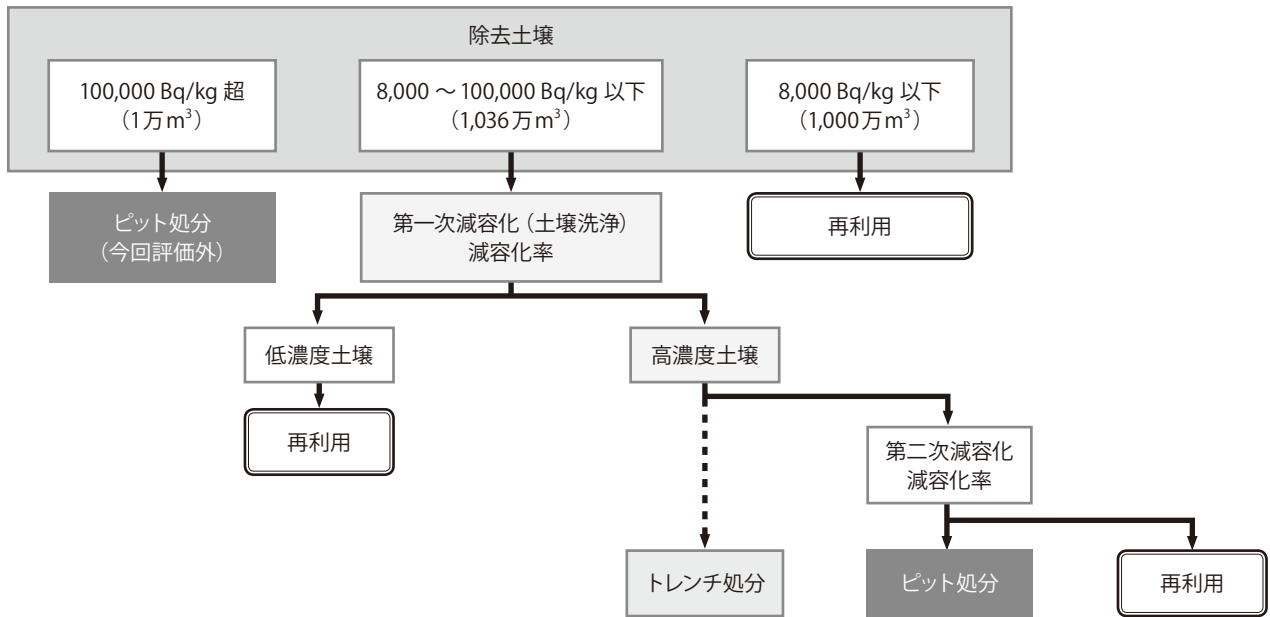 除去土壌
100,000 Bq/kg 超
（1万m³）
8,000 ～ 100,000 Bq/kg 以下
（1,036万m³）
8,000 Bq/kg 以下
（1,000万m³）
ピット処分
（今回評価外）
第一次減容化（土壌洗浄）
減容化率
再利用
低濃度土壌
高濃度土壌
再利用
第二次減容化
減容化率
トレンチ処分
ピット処分
再利用